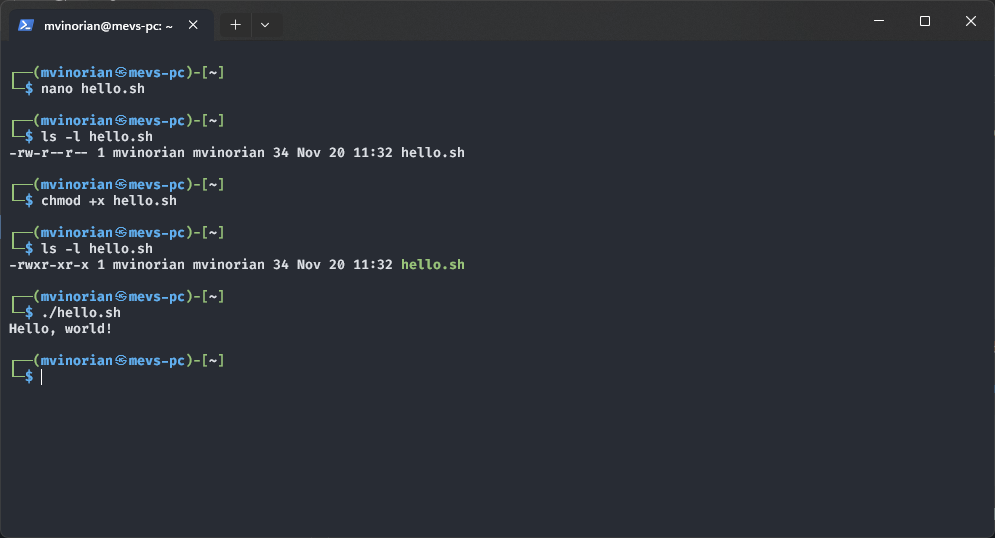 mvinorian@mevs-pc: ~
┌──(mvinorian㉿mevs-pc)-[~]
└─$ nano hello.sh
┌──(mvinorian㉿mevs-pc)-[~]
└─$ ls -l hello.sh
-rw-r--r-- 1 mvinorian mvinorian 34 Nov 20 11:32 hello.sh
┌──(mvinorian㉿mevs-pc)-[~]
└─$ chmod +x hello.sh
┌──(mvinorian㉿mevs-pc)-[~]
└─$ ls -l hello.sh
-rwxr-xr-x 1 mvinorian mvinorian 34 Nov 20 11:32 hello.sh
┌──(mvinorian㉿mevs-pc)-[~]
└─$ ./hello.sh
Hello, world!
┌──(mvinorian㉿mevs-pc)-[~]
└─$